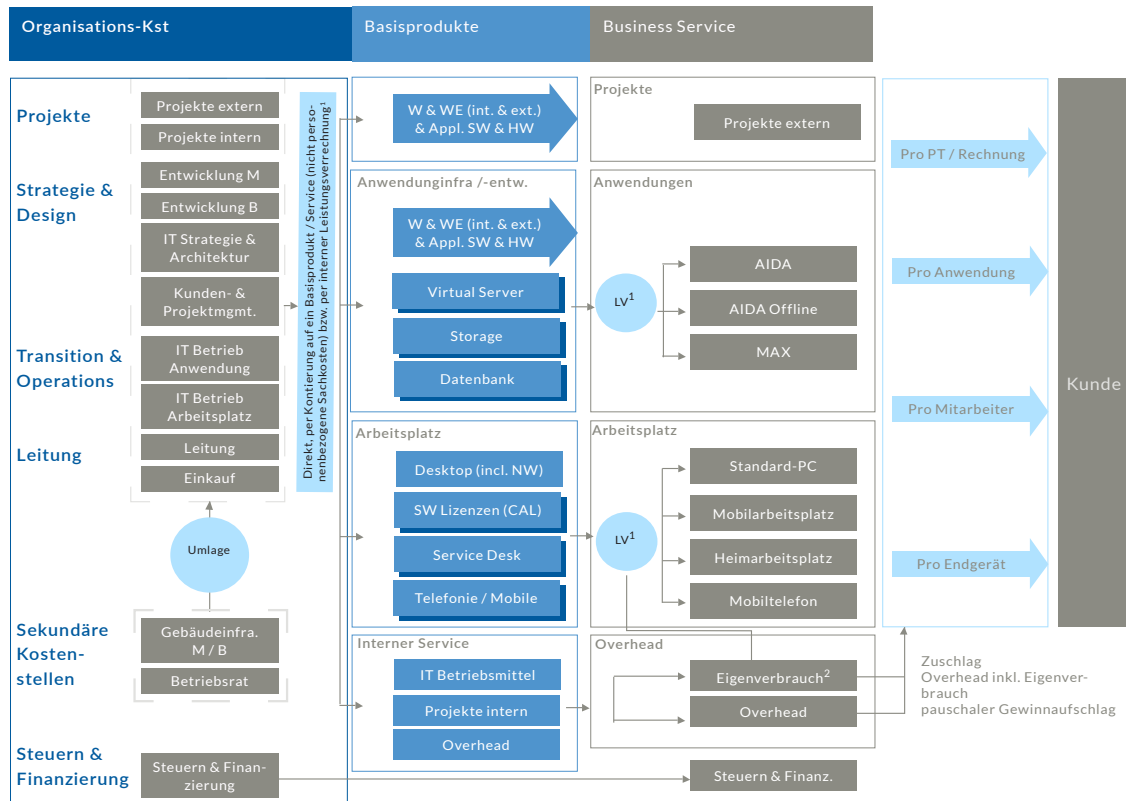 Organisations-Kst
Basisprodukte
Business Service
Projekte
Projekte extern
Projekte intern
Strategie &
Design
Entwicklung M
Entwicklung B
IT Strategie &
Architektur
Kunden- &
Projektmgmt.
Transition &
Operations
IT Betrieb
Anwendung
IT Betrieb
Arbeitsplatz
Leitung
Leitung
Einkauf
Umlage
Sekundäre
Kosten-
stellen
Gebäudeinfra.
M / B
Betriebsrat
Steuern &
Finanzierung
Steuern & Finan-
zierung
Direkt, per Kontierung auf ein Basisprodukt / Service (nicht perso-
nenbezogene Sachkosten) bzw. per interner Leistungsverrechnung¹
W & WE (int. & ext.)
& Appl. SW & HW
Anwendunginfra /-entw.
W & WE (int. & ext.)
& Appl. SW & HW
Virtual Server
Storage
Datenbank
Arbeitsplatz
Desktop (incl. NW)
SW Lizenzen (CAL)
Service Desk
Telefonie / Mobile
Interner Service
IT Betriebsmittel
Projekte intern
Overhead
Projekte
Projekte extern
Anwendungen
LV¹
AIDA
AIDA Offline
MAX
Arbeitsplatz
LV¹
Standard-PC
Mobilarbeitsplatz
Heimarbeitsplatz
Mobiltelefon
Overhead
Eigenverbrauch²
Overhead
Steuern & Finanz.
Pro PT / Rechnung
Pro Anwendung
Pro Mitarbeiter
Pro Endgerät
Kunde
Zuschlag
Overhead inkl. Eigenver-
brauch
pauschaler Gewinnaufschlag